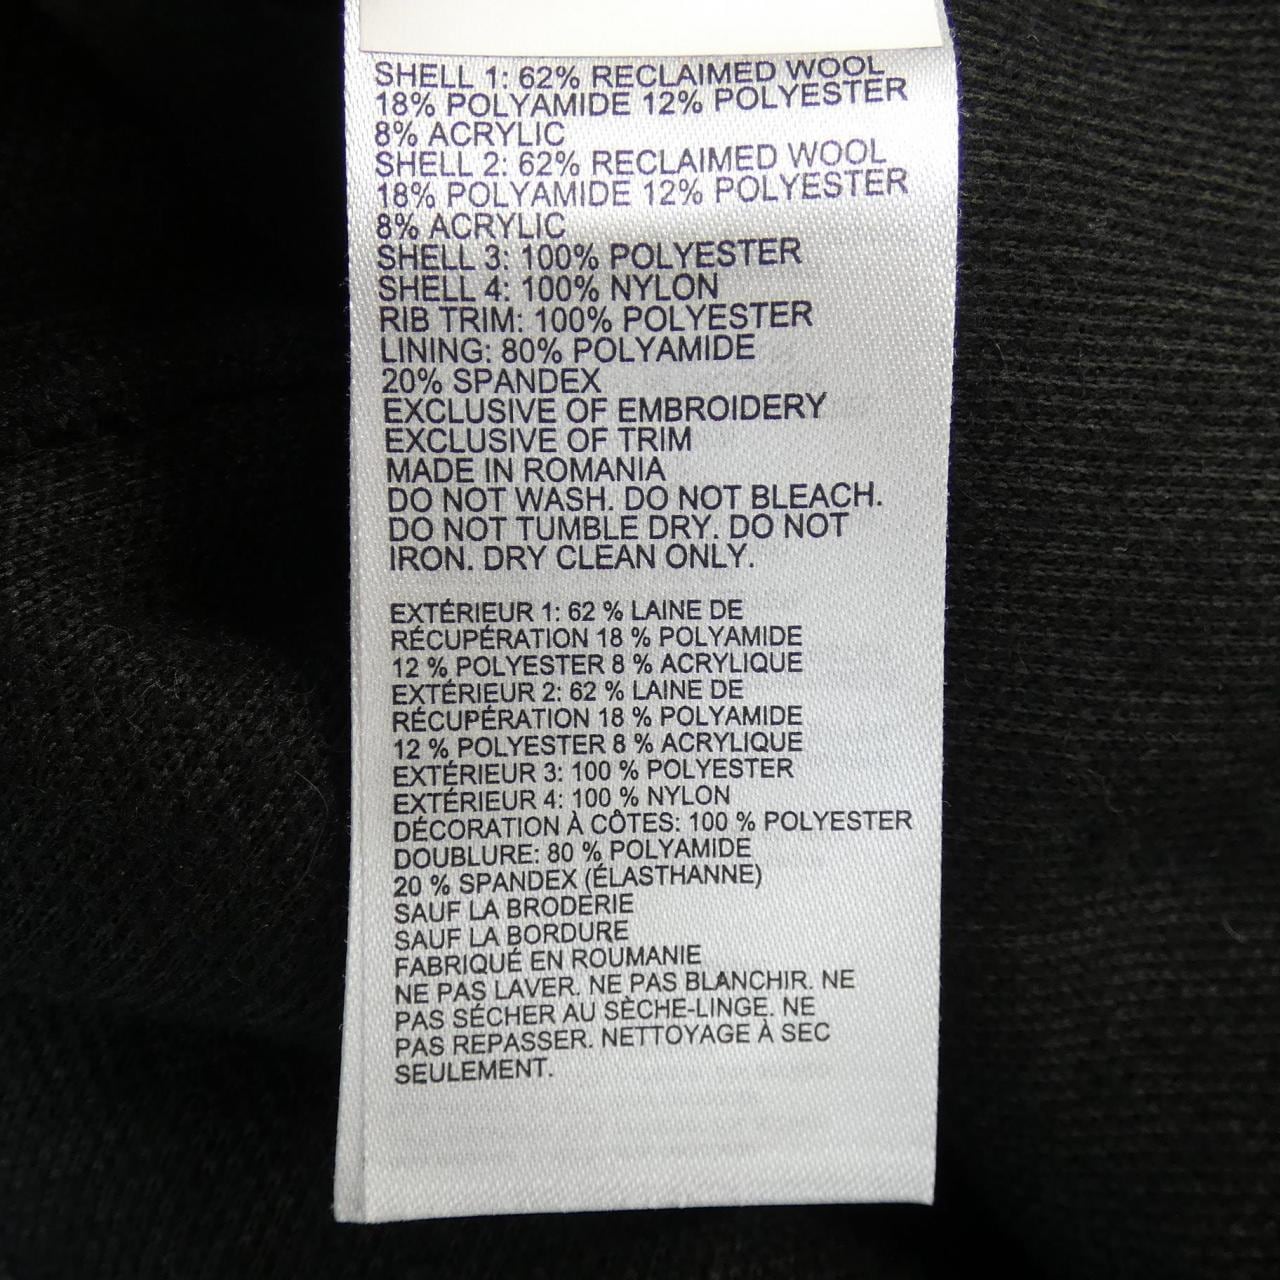 SHELL 1: 62% RECLAIMED WOOL
18% POLYAMIDE 12% POLYESTER
8% ACRYLIC
SHELL 2: 62% RECLAIMED WOOL
18% POLYAMIDE 12% POLYESTER
8% ACRYLIC
SHELL 3: 100% POLYESTER
SHELL 4: 100% NYLON
RIB TRIM: 100% POLYESTER
LINING: 80% POLYAMIDE
20% SPANDEX
EXCLUSIVE OF EMBROIDERY
EXCLUSIVE OF TRIM
MADE IN ROMANIA
DO NOT WASH. DO NOT BLEACH.
DO NOT TUMBLE DRY. DO NOT
IRON. DRY CLEAN ONLY.
EXTÉRIEUR 1: 62 % LAINE DE
RÉCUPÉRATION 18 % POLYAMIDE
12 % POLYESTER 8 % ACRYLIQUE
EXTÉRIEUR 2: 62 % LAINE DE
RÉCUPÉRATION 18 % POLYAMIDE
12 % POLYESTER 8 % ACRYLIQUE
EXTÉRIEUR 3: 100 % POLYESTER
EXTÉRIEUR 4: 100 % NYLON
DÉCORATION À CÔTES: 100 % POLYESTER
DOUBLURE: 80 % POLYAMIDE
20 % SPANDEX (ÉLASTHANNE)
SAUF LA BRODERIE
SAUF LA BORDURE
FABRIQUÉ EN ROUMANIE
NE PAS LAVER. NE PAS BLANCHIR. NE
PAS SÉCHER AU SÈCHE-LINGE. NE
PAS REPASSER. NETTOYAGE À SEC
SEULEMENT.